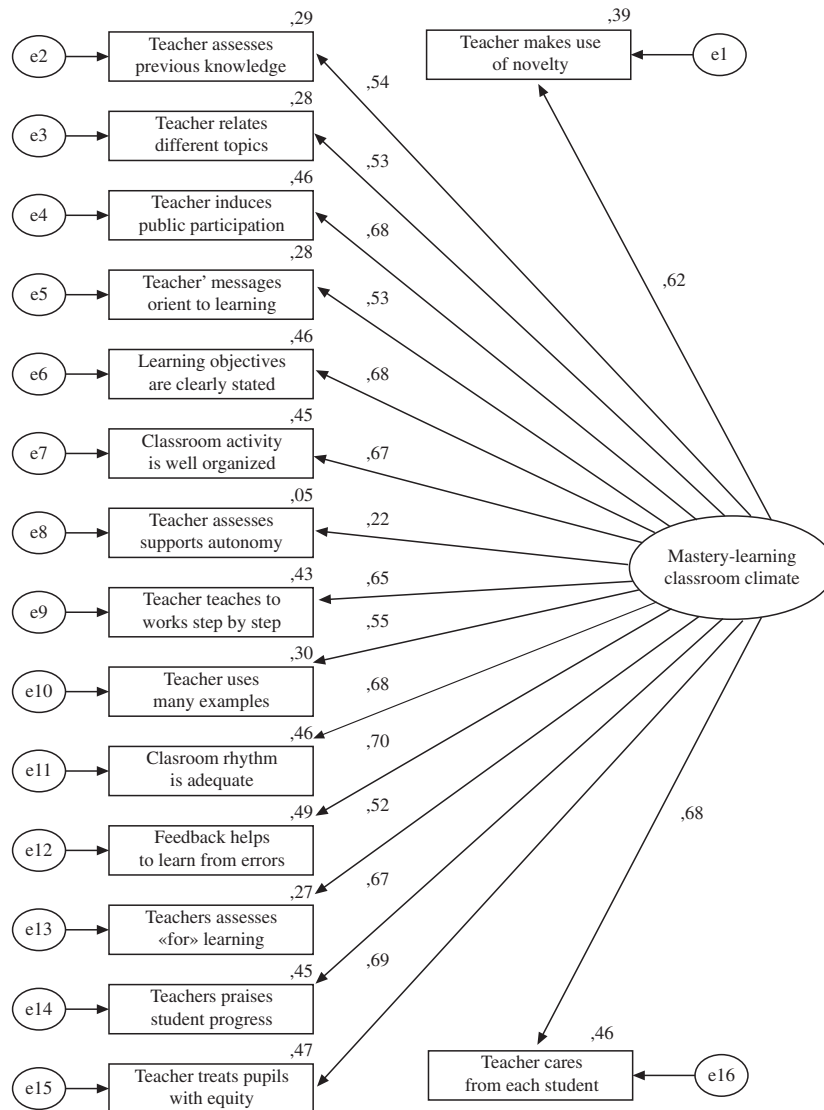 ,29
,39
e2
Teacher assesses
previous knowledge
Teacher makes use
of novelty
e1
,54
,28
e3
Teacher relates
different topics
,53
,46
e4
Teacher induces
public participation
,68
,28
e5
Teacher’ messages
orient to learning
,53
,62
,46
e6
Learning objectives
are clearly stated
,68
,45
e7
Classroom activity
is well organized
,67
,05
e8
Teacher assesses
supports autonomy
,22
Mastery-learning
classroom climate
,43
e9
Teacher teaches to
works step by step
,65
,55
,30
e10
Teacher uses
many examples
,68
,46
e11
Clasroom rhythm
is adequate
,70
,49
e12
Feedback helps
to learn from errors
,52
,68
,27
e13
Teachers assesses
«for» learning
,67
,45
e14
Teachers praises
student progress
,69
,47
e15
Teacher treats pupils
with equity
,46
Teacher cares
from each student
e16